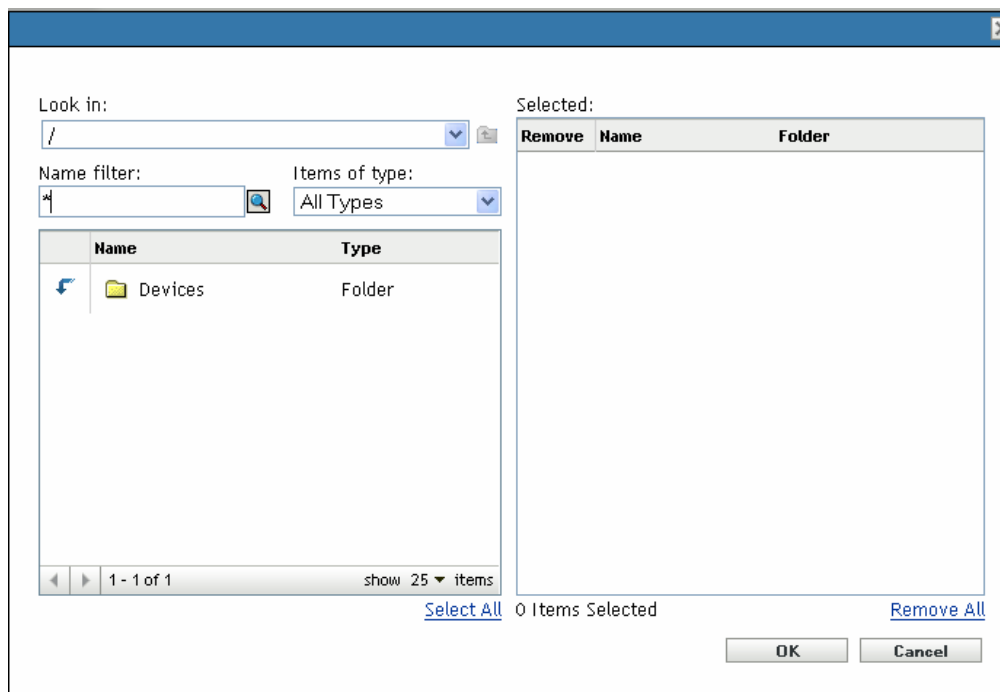 Look in:
/
Name filter:
*
Items of type:
All Types
Name Type
Devices Folder
1 - 1 of 1 show 25 items
Select All
Selected:
Remove Name Folder
0 Items Selected
Remove All
OK Cancel